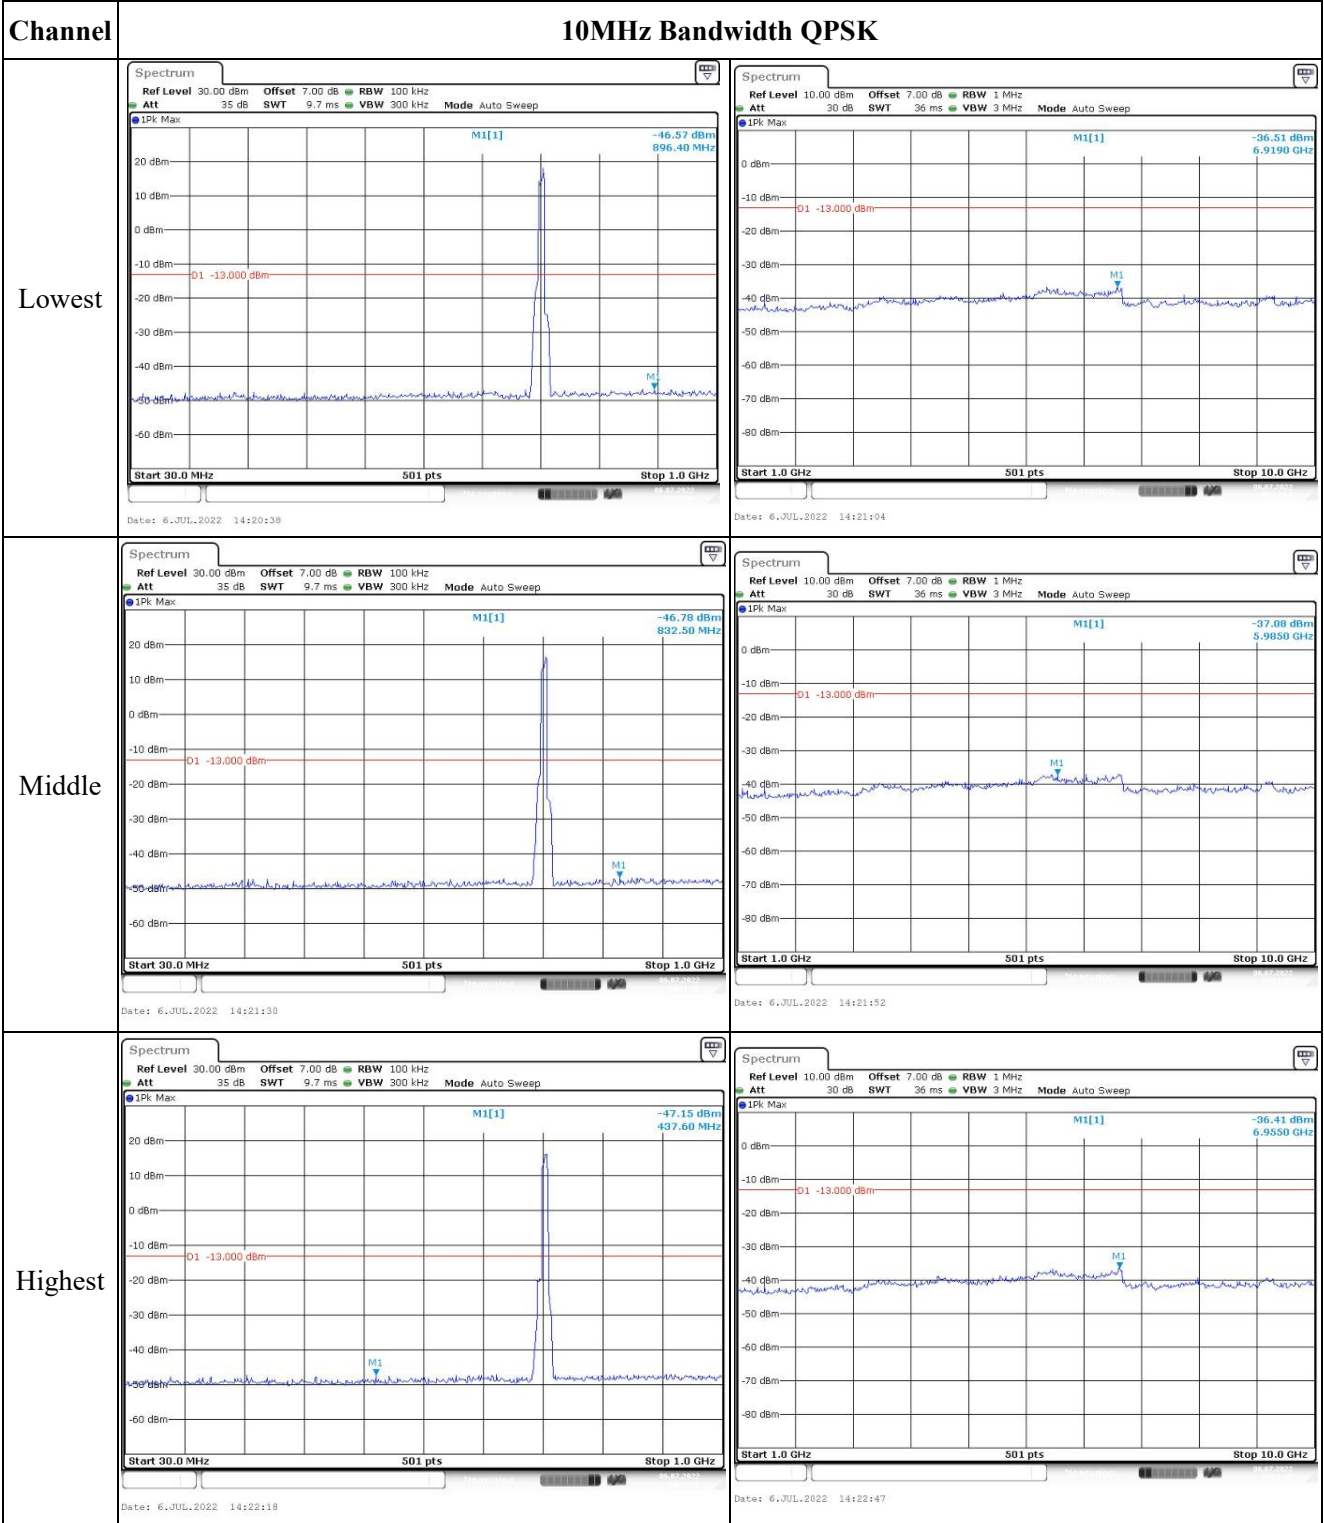 Channel 10MHz Bandwidth QPSK
Lowest
Spectrum
Ref Level 30.00 dBm Offset 7.00 dB RBW 100 kHz
Att 35 dB SWT 9.7 ms VBW 300 kHz Mode Auto Sweep
1Pk Max
M1[1] -46.57 dBm
896.40 MHz
20 dBm
10 dBm
0 dBm
-10 dBm
D1 -13.000 dBm
-20 dBm
-30 dBm
-40 dBm
M1
-50 dBm
-60 dBm
Start 30.0 MHz 501 pts Stop 1.0 GHz
Date: 6.JUL.2022 14:20:38
Spectrum
Ref Level 10.00 dBm Offset 7.00 dB RBW 1 MHz
Att 30 dB SWT 36 ms VBW 3 MHz Mode Auto Sweep
1Pk Max
M1[1] -36.51 dBm
6.9190 GHz
0 dBm
-10 dBm
D1 -13.000 dBm
-20 dBm
-30 dBm
M1
-40 dBm
-50 dBm
-60 dBm
-70 dBm
-80 dBm
Start 1.0 GHz 501 pts Stop 10.0 GHz
Date: 6.JUL.2022 14:21:04
Middle
Spectrum
Ref Level 30.00 dBm Offset 7.00 dB RBW 100 kHz
Att 35 dB SWT 9.7 ms VBW 300 kHz Mode Auto Sweep
1Pk Max
M1[1] -46.78 dBm
832.50 MHz
20 dBm
10 dBm
0 dBm
-10 dBm
D1 -13.000 dBm
-20 dBm
-30 dBm
-40 dBm
M1
-50 dBm
-60 dBm
Start 30.0 MHz 501 pts Stop 1.0 GHz
Date: 6.JUL.2022 14:21:30
Spectrum
Ref Level 10.00 dBm Offset 7.00 dB RBW 1 MHz
Att 30 dB SWT 36 ms VBW 3 MHz Mode Auto Sweep
1Pk Max
M1[1] -37.08 dBm
5.9850 GHz
0 dBm
-10 dBm
D1 -13.000 dBm
-20 dBm
-30 dBm
M1
-40 dBm
-50 dBm
-60 dBm
-70 dBm
-80 dBm
Start 1.0 GHz 501 pts Stop 10.0 GHz
Date: 6.JUL.2022 14:21:52
Highest
Spectrum
Ref Level 30.00 dBm Offset 7.00 dB RBW 100 kHz
Att 35 dB SWT 9.7 ms VBW 300 kHz Mode Auto Sweep
1Pk Max
M1[1] -47.15 dBm
437.60 MHz
20 dBm
10 dBm
0 dBm
-10 dBm
D1 -13.000 dBm
-20 dBm
-30 dBm
-40 dBm
M1
-50 dBm
-60 dBm
Start 30.0 MHz 501 pts Stop 1.0 GHz
Date: 6.JUL.2022 14:22:18
Spectrum
Ref Level 10.00 dBm Offset 7.00 dB RBW 1 MHz
Att 30 dB SWT 36 ms VBW 3 MHz Mode Auto Sweep
1Pk Max
M1[1] -36.41 dBm
6.9550 GHz
0 dBm
-10 dBm
D1 -13.000 dBm
-20 dBm
-30 dBm
M1
-40 dBm
-50 dBm
-60 dBm
-70 dBm
-80 dBm
Start 1.0 GHz 501 pts Stop 10.0 GHz
Date: 6.JUL.2022 14:22:47